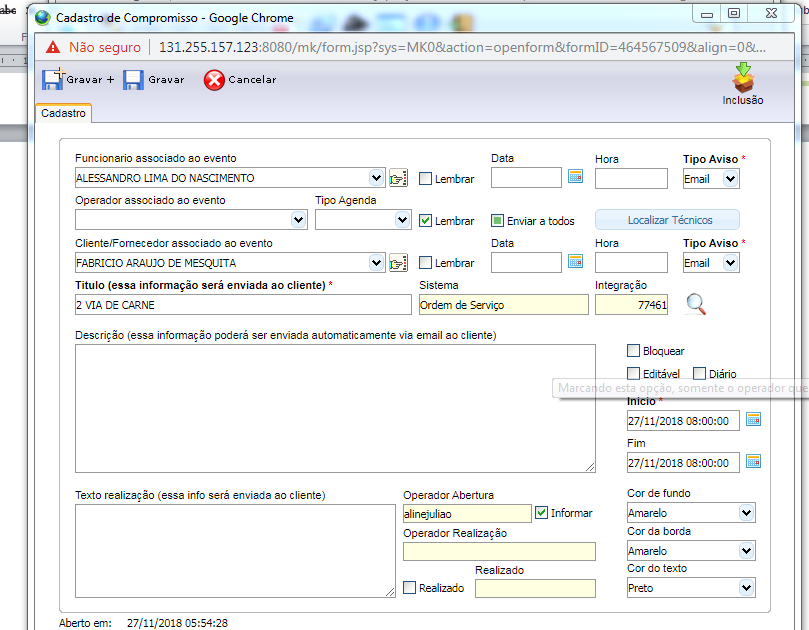 abc
Cadastro de Compromisso - Google Chrome
Não seguro
131.255.157.123:8080/mk/form.jsp?sys=MK0&action=openform&formID=464567509&align=0&...
Gravar +
Gravar
Cancelar
Inclusão
Cadastro
Funcionario associado ao evento
Data
Hora
Tipo Aviso *
ALESSANDRO LIMA DO NASCIMENTO
Lembrar
Email
Operador associado ao evento
Tipo Agenda
Lembrar
Enviar a todos
Localizar Técnicos
Cliente/Fornecedor associado ao evento
Data
Hora
Tipo Aviso *
FABRICIO ARAUJO DE MESQUITA
Lembrar
Email
Titulo (essa informação será enviada ao cliente) *
Sistema
Integração
2 VIA DE CARNE
Ordem de Serviço
77461
Descrição (essa informação poderá ser enviada automaticamente via email ao cliente)
Bloquear
Editável
Diário
Marcando esta opção, somente o operador que
Inicio *
27/11/2018 08:00:00
Fim
27/11/2018 08:00:00
Texto realização (essa info será enviada ao cliente)
Operador Abertura
Cor de fundo
alinejuliao
Informar
Amarelo
Operador Realização
Cor da borda
Amarelo
Realizado
Cor do texto
Realizado
Preto
Aberto em:
27/11/2018 05:54:28